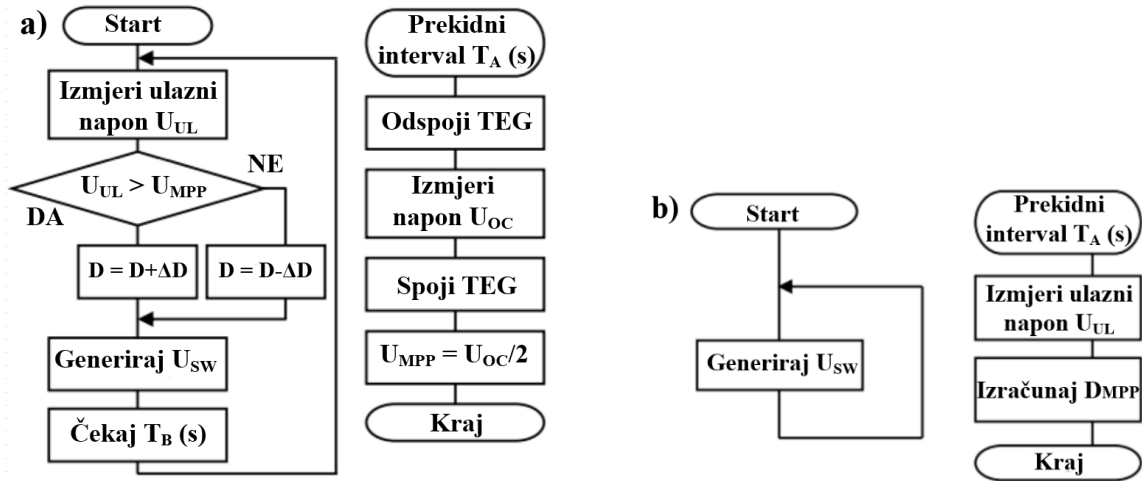 a)
Start
Izmjeri ulazni
napon U_UL
U_UL > U_MPP
NE
DA
D = D+ΔD
D = D-ΔD
Generiraj U_SW
Čekaj T_B (s)
Prekidni
interval T_A (s)
Odspoji TEG
Izmjeri
napon U_OC
Spoji TEG
U_MPP = U_OC/2
Kraj
b)
Start
Generiraj U_SW
Prekidni
interval T_A (s)
Izmjeri ulazni
napon U_UL
Izračunaj D_MPP
Kraj